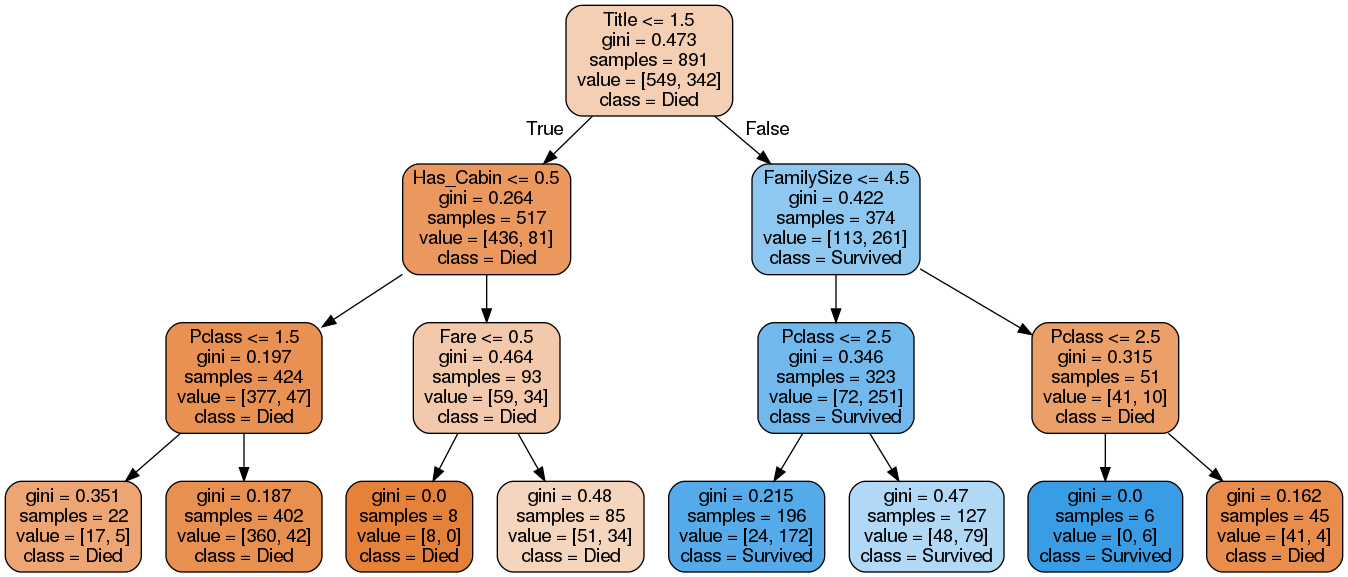 Title <= 1.5
gini = 0.473
samples = 891
value = [549, 342]
class = Died
True
False
Has_Cabin <= 0.5
gini = 0.264
samples = 517
value = [436, 81]
class = Died
FamilySize <= 4.5
gini = 0.422
samples = 374
value = [113, 261]
class = Survived
Pclass <= 1.5
gini = 0.197
samples = 424
value = [377, 47]
class = Died
Fare <= 0.5
gini = 0.464
samples = 93
value = [59, 34]
class = Died
Pclass <= 2.5
gini = 0.346
samples = 323
value = [72, 251]
class = Survived
Pclass <= 2.5
gini = 0.315
samples = 51
value = [41, 10]
class = Died
gini = 0.351
samples = 22
value = [17, 5]
class = Died
gini = 0.187
samples = 402
value = [360, 42]
class = Died
gini = 0.0
samples = 8
value = [8, 0]
class = Died
gini = 0.48
samples = 85
value = [51, 34]
class = Died
gini = 0.215
samples = 196
value = [24, 172]
class = Survived
gini = 0.47
samples = 127
value = [48, 79]
class = Survived
gini = 0.0
samples = 6
value = [0, 6]
class = Survived
gini = 0.162
samples = 45
value = [41, 4]
class = Died